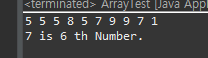 <terminated> ArrayTest [Java Appl
5 5 5 8 5 7 9 9 7 1
7 is 6 th Number.